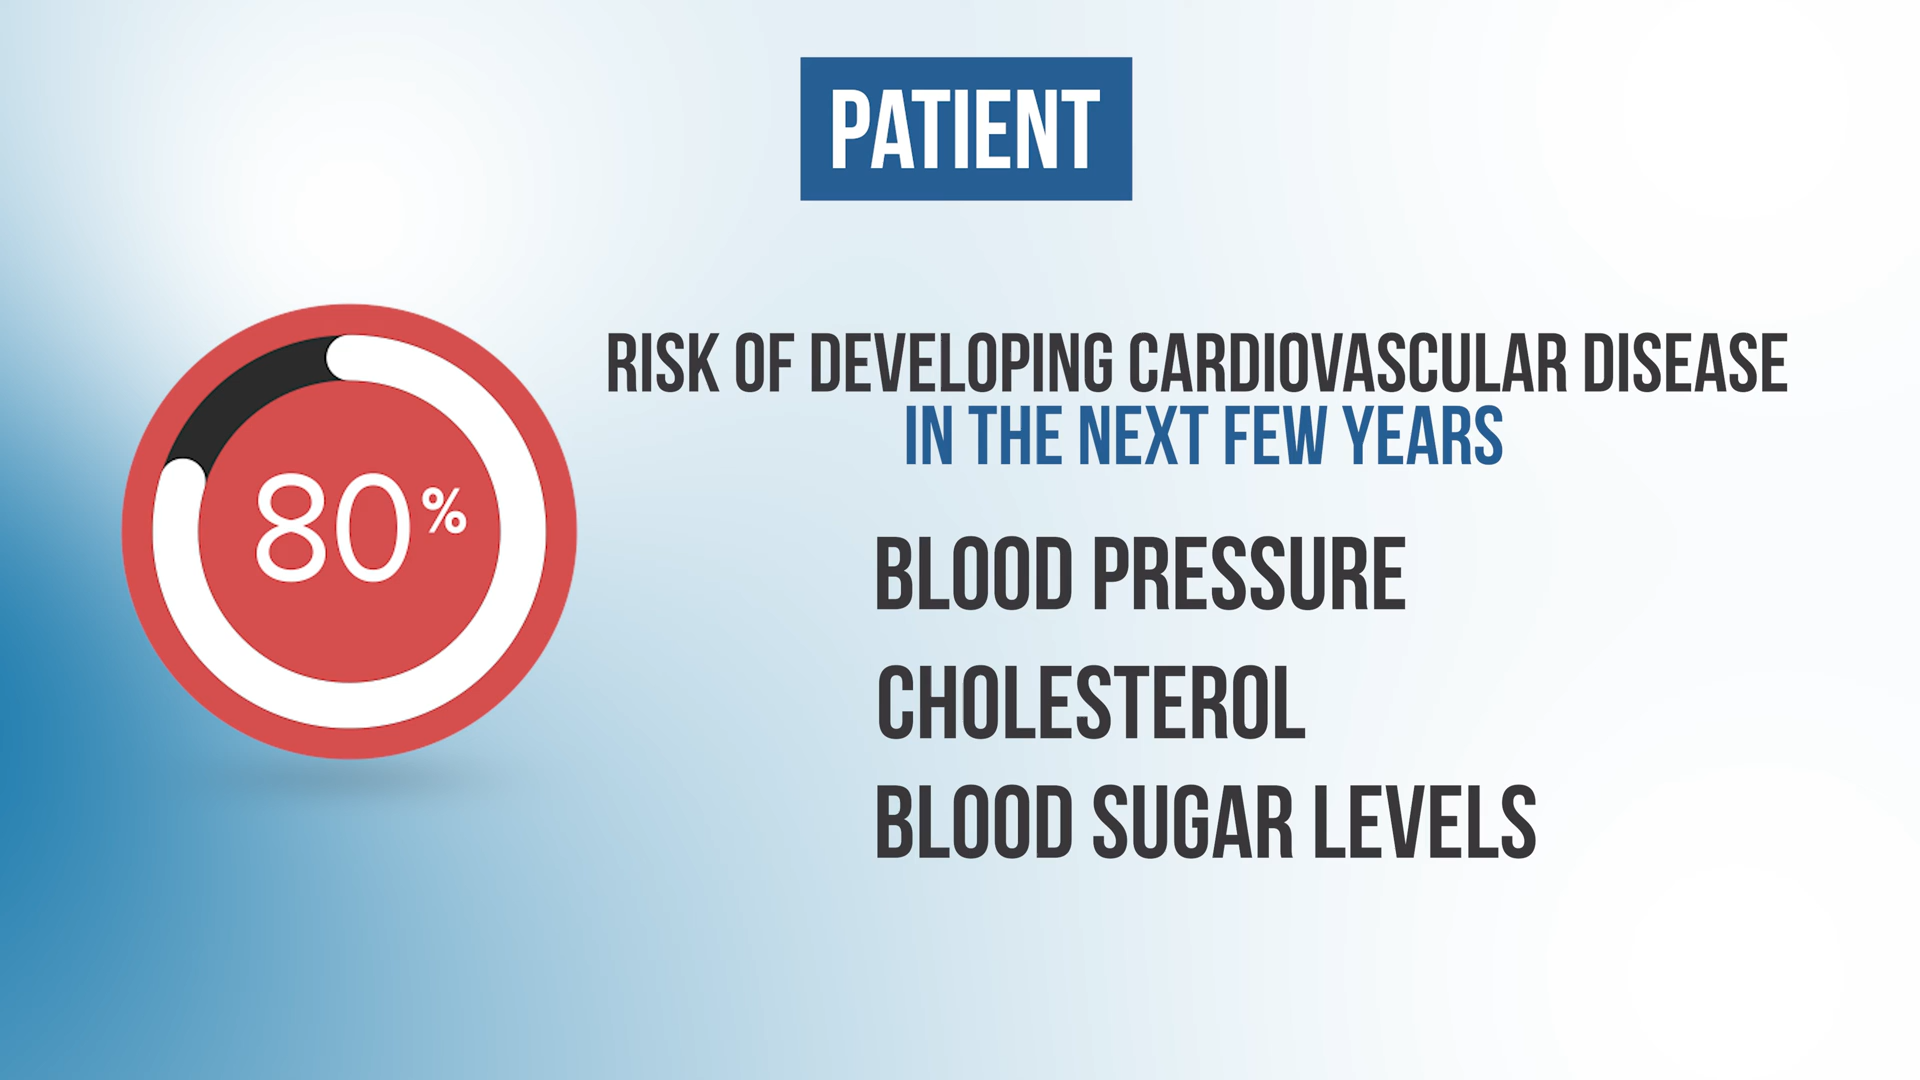 PATIENT
RISK OF DEVELOPING CARDIOVASCULAR DISEASE
IN THE NEXT FEW YEARS
80%
BLOOD PRESSURE
CHOLESTEROL
BLOOD SUGAR LEVELS